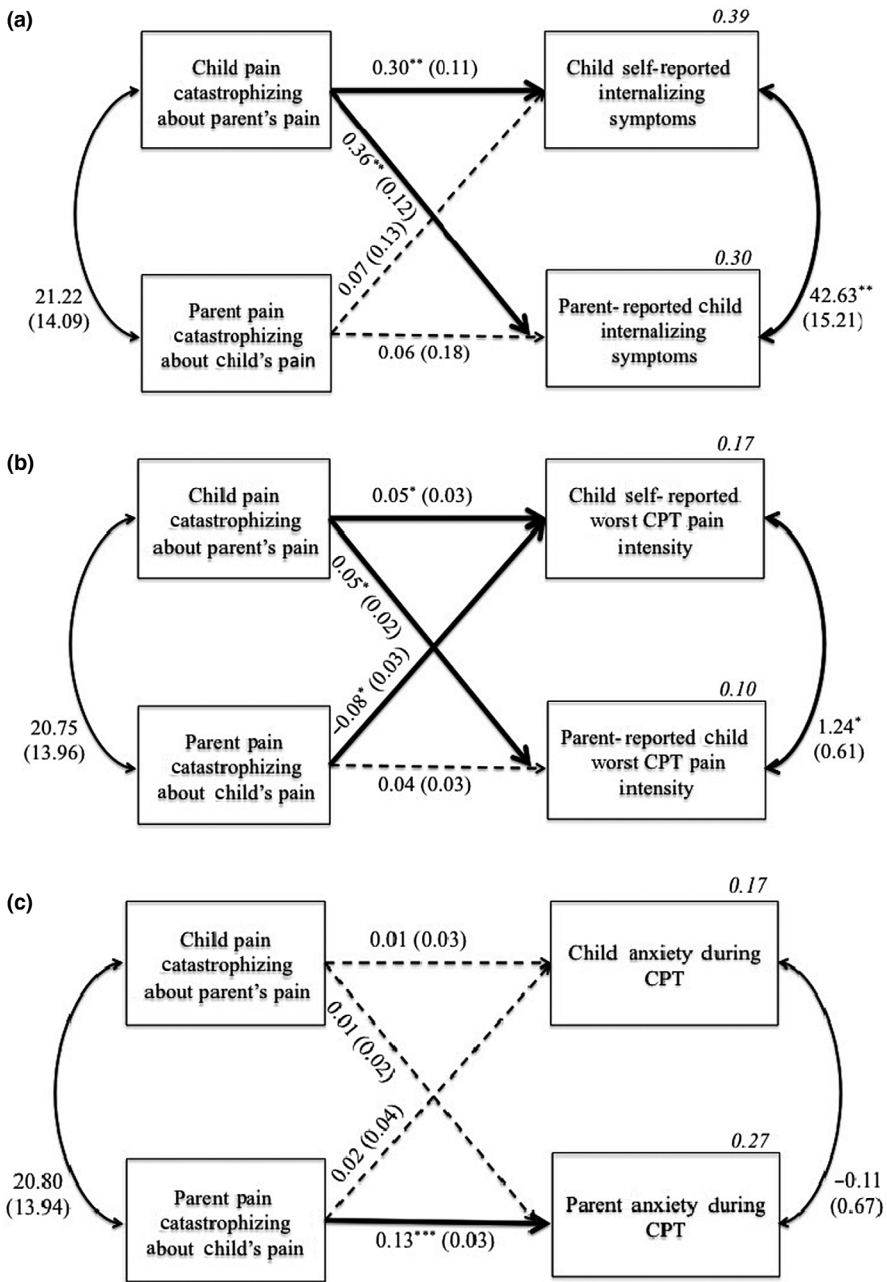 (a)
0.39
Child pain
catastrophizing
about parent's pain
0.30** (0.11)
Child self-reported
internalizing
symptoms
0.36** (0.12)
0.07 (0.13)
21.22
(14.09)
Parent pain
catastrophizing
about child's pain
0.06 (0.18)
0.30
Parent-reported child
internalizing
symptoms
42.63**
(15.21)
(b)
0.17
Child pain
catastrophizing
about parent's pain
0.05* (0.03)
Child self-reported
worst CPT pain
intensity
0.05* (0.02)
−0.08* (0.03)
20.75
(13.96)
Parent pain
catastrophizing
about child's pain
0.04 (0.03)
0.10
Parent-reported child
worst CPT pain
intensity
1.24*
(0.61)
(c)
0.17
Child pain
catastrophizing
about parent's pain
0.01 (0.03)
Child anxiety during
CPT
0.01 (0.02)
0.02 (0.04)
20.80
(13.94)
Parent pain
catastrophizing
about child's pain
0.13*** (0.03)
0.27
Parent anxiety during
CPT
−0.11
(0.67)